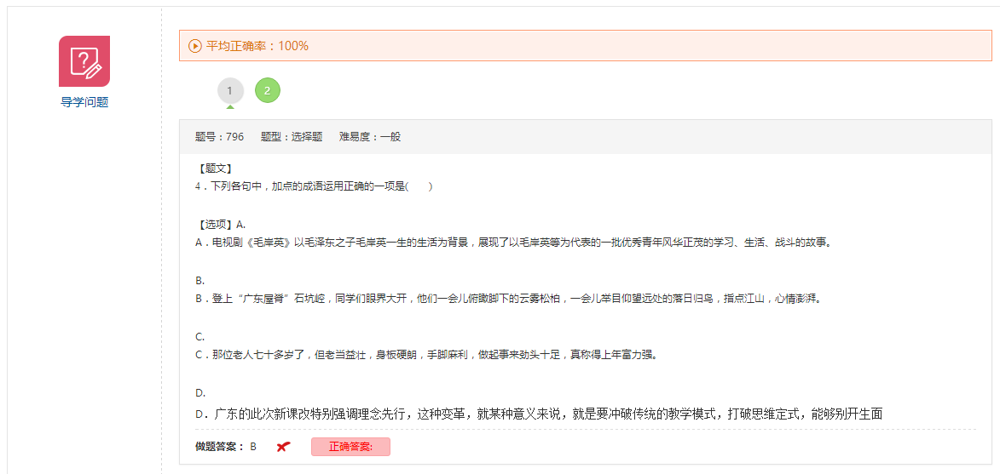 平均正确率：100%
1 2
导学问题
题号：796 题型：选择题 难易度：一般
【题文】
4．下列各句中，加点的成语运用正确的一项是( )
【选项】A.
A．电视剧《毛岸英》以毛泽东之子毛岸英一生的生活为背景，展现了以毛岸英等为代表的一批优秀青年风华正茂的学习、生活、战斗的故事。
B.
B．登上“广东屋脊”石坑崆，同学们眼界大开，他们一会儿俯瞰脚下的云雾松柏，一会儿举目仰望远处的落日归鸟，指点江山，心情澎湃。
C.
C．那位老人七十多岁了，但老当益壮，身板硬朗，手脚麻利，做起事来劲头十足，真称得上年富力强。
D.
D．广东的此次新课改特别强调理念先行，这种变革，就某种意义来说，就是要冲破传统的教学模式，打破思维定式，能够别开生面
做题答案： B 正确答案: